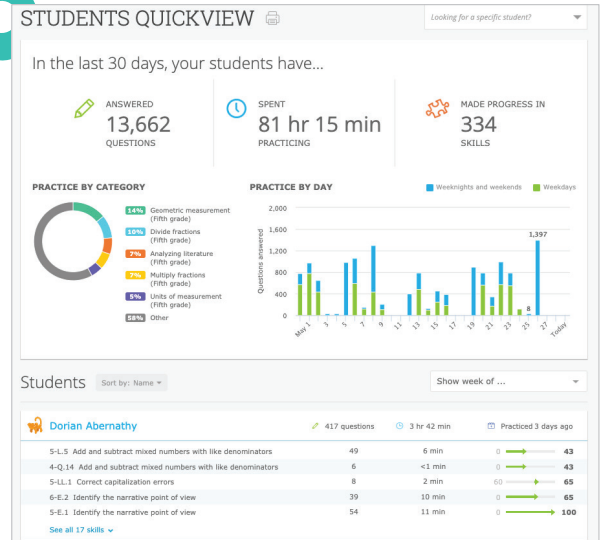 STUDENTS QUICKVIEW
Looking for a specific student?
In the last 30 days, your students have...
ANSWERED
13,662
QUESTIONS
SPENT
81 hr 15 min
PRACTICING
MADE PROGRESS IN
334
SKILLS
PRACTICE BY CATEGORY
14% Geometric measurement
(Fifth grade)
10% Divide fractions
(Fifth grade)
7% Analyzing literature
(Fifth grade)
7% Multiply fractions
(Fifth grade)
5% Units of measurement
(Fifth grade)
58% Other
PRACTICE BY DAY
Weeknights and weekends
Weekdays
Questions answered
2,000
1,600
1,200
800
400
0
1,397
8
May 1 3 5 7 9 11 13 15 17 19 21 23 25 27 Today
Students
Sort by: Name
Show week of ...
Dorian Abernathy 417 questions 3 hr 42 min Practiced 3 days ago
5-L.5 Add and subtract mixed numbers with like denominators 49 6 min 0 43
4-Q.14 Add and subtract mixed numbers with like denominators 6 <1 min 0 43
5-LL.1 Correct capitalization errors 8 2 min 60 65
6-E.2 Identify the narrative point of view 39 10 min 0 65
5-E.1 Identify the narrative point of view 54 11 min 0 100
See all 17 skills